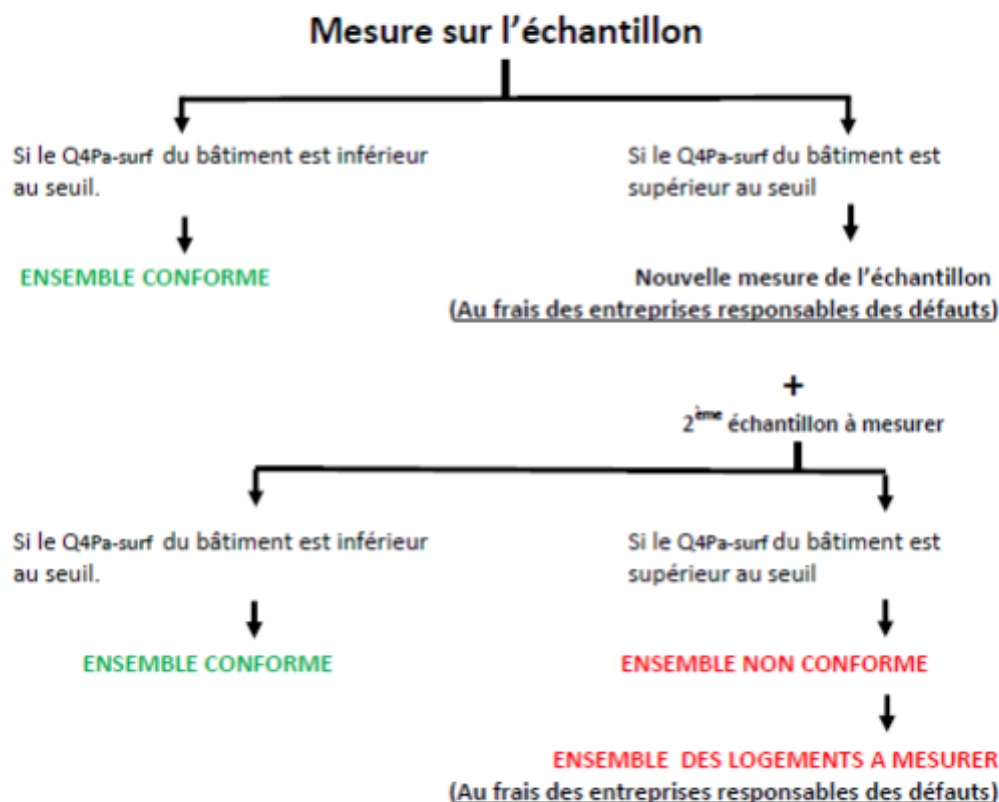 Mesure sur l'échantillon
Si le Q4Pa-surf du bâtiment est inférieur
au seuil.
Si le Q4Pa-surf du bâtiment est
supérieur au seuil
ENSEMBLE CONFORME
Nouvelle mesure de l'échantillon
(Au frais des entreprises responsables des défauts)
+
2ème échantillon à mesurer
Si le Q4Pa-surf du bâtiment est inférieur
au seuil.
Si le Q4Pa-surf du bâtiment est
supérieur au seuil
ENSEMBLE CONFORME
ENSEMBLE NON CONFORME
ENSEMBLE DES LOGEMENTS A MESURER
(Au frais des entreprises responsables des défauts)